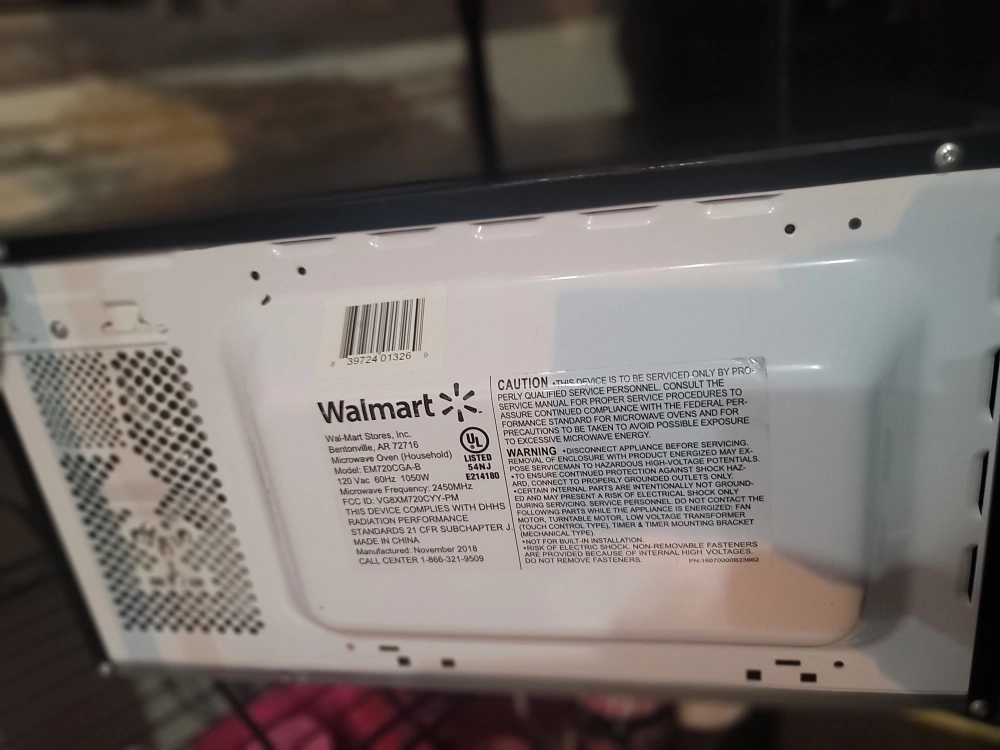 8 39724 01326 9
Walmart
Wal-Mart Stores, Inc.
Bentonville, AR 72716
Microwave Oven (Household)
Model: EM720CGA-B
120 Vac 60Hz 1050W
Microwave Frequency: 2450MHz
FCC ID: VG8XM720CYY-PM
THIS DEVICE COMPLIES WITH DHHS
RADIATION PERFORMANCE
STANDARDS 21 CFR SUBCHAPTER J.
MADE IN CHINA
Manufactured: November 2018
CALL CENTER 1-866-321-9509
UL
LISTED
54NJ
E214180
CAUTION •THIS DEVICE IS TO BE SERVICED ONLY BY PRO-
PERLY QUALIFIED SERVICE PERSONNEL. CONSULT THE
SERVICE MANUAL FOR PROPER SERVICE PROCEDURES TO
ASSURE CONTINUED COMPLIANCE WITH THE FEDERAL PER-
FORMANCE STANDARD FOR MICROWAVE OVENS AND FOR
PRECAUTIONS TO BE TAKEN TO AVOID POSSIBLE EXPOSURE
TO EXCESSIVE MICROWAVE ENERGY.
WARNING •DISCONNECT APPLIANCE BEFORE SERVICING.
REMOVAL OF ENCLOSURE WITH PRODUCT ENERGIZED MAY EX-
POSE SERVICEMAN TO HAZARDOUS HIGH-VOLTAGE POTENTIALS.
•TO ENSURE CONTINUED PROTECTION AGAINST SHOCK HAZ-
ARD, CONNECT TO PROPERLY GROUNDED OUTLETS ONLY.
•CERTAIN INTERNAL PARTS ARE INTENTIONALLY NOT GROUND-
ED AND MAY PRESENT A RISK OF ELECTRICAL SHOCK ONLY
DURING SERVICING. SERVICE PERSONNEL DO NOT CONTACT THE
FOLLOWING PARTS WHILE THE APPLIANCE IS ENERGIZED: FAN
MOTOR, TURNTABLE MOTOR, LOW VOLTAGE TRANSFORMER
(TOUCH CONTROL TYPE), TIMER & TIMER MOUNTING BRACKET
(MECHANICAL TYPE).
•NOT FOR BUILT-IN INSTALLATION.
•RISK OF ELECTRIC SHOCK. NON-REMOVABLE FASTENERS
ARE PROVIDED BECAUSE OF INTERNAL HIGH VOLTAGES.
DO NOT REMOVE FASTENERS. PN:16070000B23662